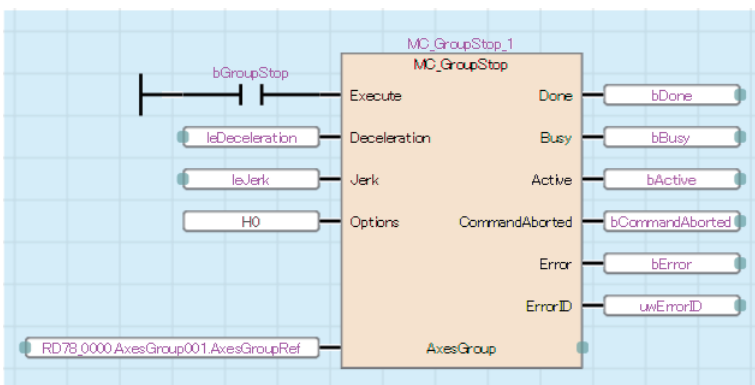 MC_GroupStop_1
MC_GroupStop
bGroupStop
Execute Done bDone
leDeceleration Deceleration Busy bBusy
leJerk Jerk Active bActive
H0 Options CommandAborted bCommandAborted
Error bError
ErrorID uwErrorID
RD78_0000.AxesGroup001.AxesGroupRef AxesGroup